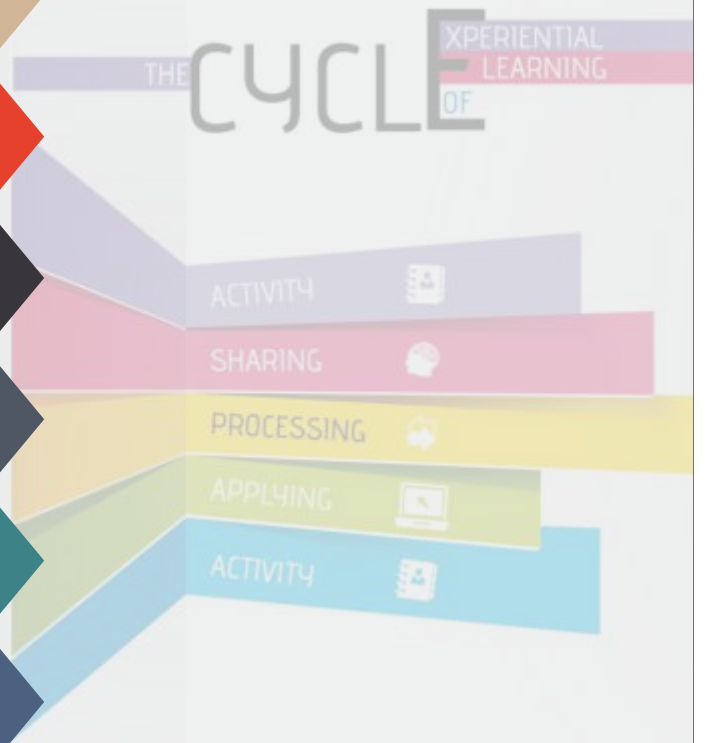 THE CYCLE XPERIENTIAL
LEARNING
OF
ACTIVITY
SHARING
PROCESSING
APPLYING
ACTIVITY